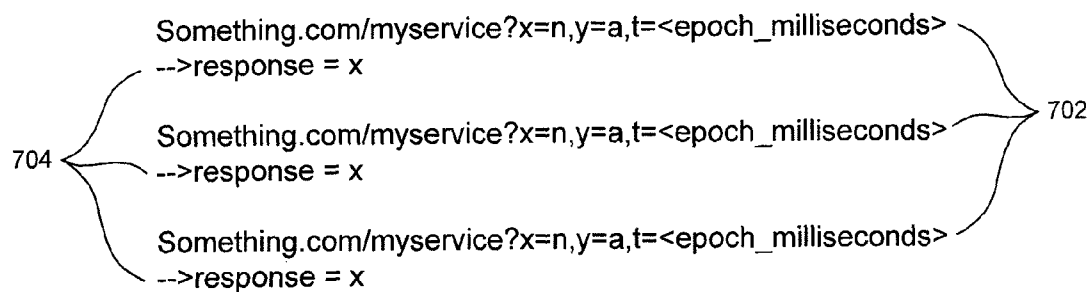 Something.com/myservice?x=n,y=a,t=<epoch_milliseconds>
-->response = x
702
Something.com/myservice?x=n,y=a,t=<epoch_milliseconds>
704
-->response = x
Something.com/myservice?x=n,y=a,t=<epoch_milliseconds>
-->response = x